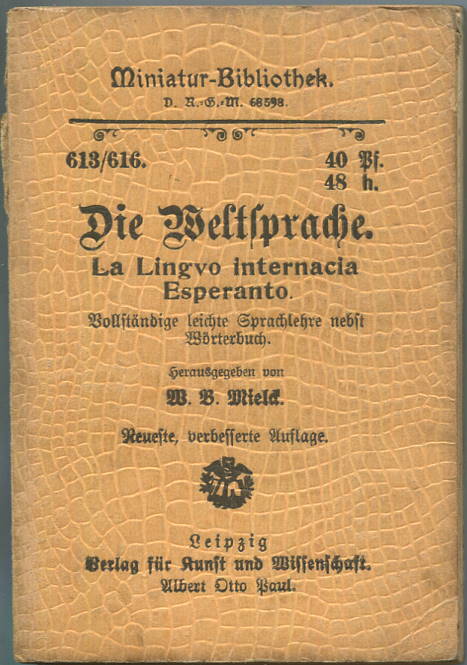 Miniatur-Bibliothek.
D. R.-G.-M. 68598.
613/616.
40 Pf.
48 h.
Die Weltsprache.
La Lingvo internacia
Esperanto.
Vollständige leichte Sprachlehre nebst
Wörterbuch.
Herausgegeben von
W. B. Mielck.
Neueste, verbesserte Auflage.
Leipzig
Verlag für Kunst und Wissenschaft.
Albert Otto Paul.